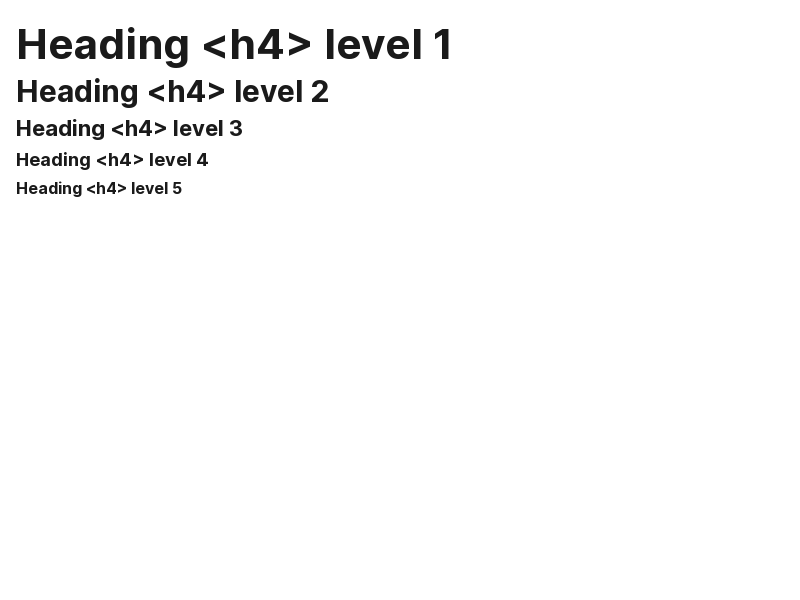 Heading <h4> level 1
Heading <h4> level 2
Heading <h4> level 3
Heading <h4> level 4
Heading <h4> level 5